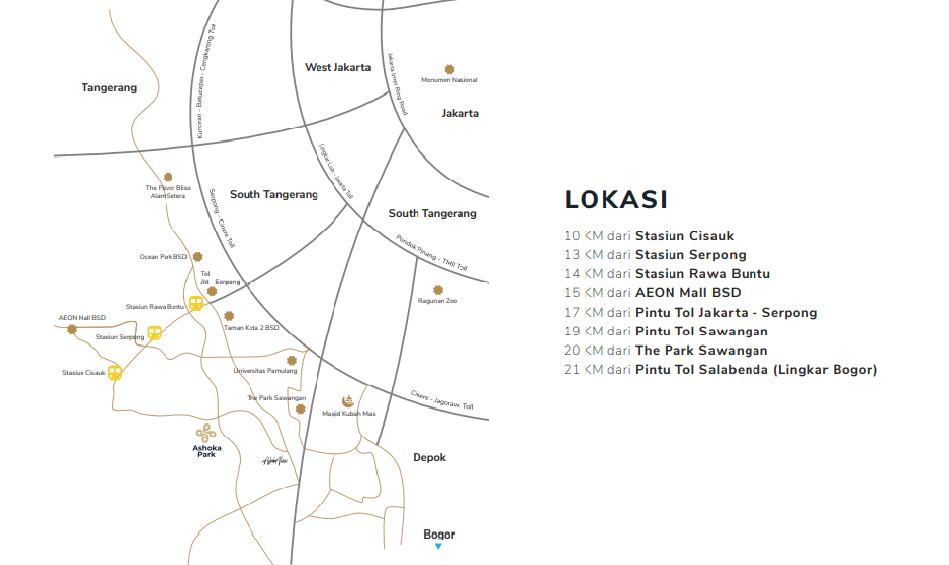 Kunciran - Batuceper - Cengkareng Toll
West Jakarta
Jakarta Inner Ring Road
Monumen Nasional
Tangerang
Jakarta
Lingkar Luar Jakarta Toll
The Flavor Bliss
Alam Sutera
South Tangerang
Serpong - Cinere Toll
South Tangerang
Pondok Pinang - TMII Toll
Ocean Park BSD
Toll
Jkt - Serpong
Ragunan Zoo
Stasiun Rawa Buntu
AEON Mall BSD
Taman Kota 2 BSD
Stasiun Serpong
Universitas Pamulang
Stasiun Cisauk
The Park Sawangan
Cinere - Jagorawi Toll
Masjid Kubah Mas
Ashoka
Park
Depok
Bogor
LOKASI
10 KM dari Stasiun Cisauk
13 KM dari Stasiun Serpong
14 KM dari Stasiun Rawa Buntu
15 KM dari AEON Mall BSD
17 KM dari Pintu Tol Jakarta - Serpong
19 KM dari Pintu Tol Sawangan
20 KM dari The Park Sawangan
21 KM dari Pintu Tol Salabenda (Lingkar Bogor)